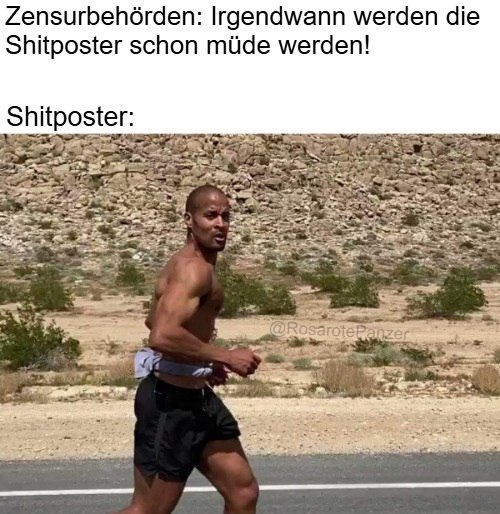 Zensurbehörden: Irgendwann werden die
Shitposter schon müde werden!
Shitposter:
@RosarotePanzer